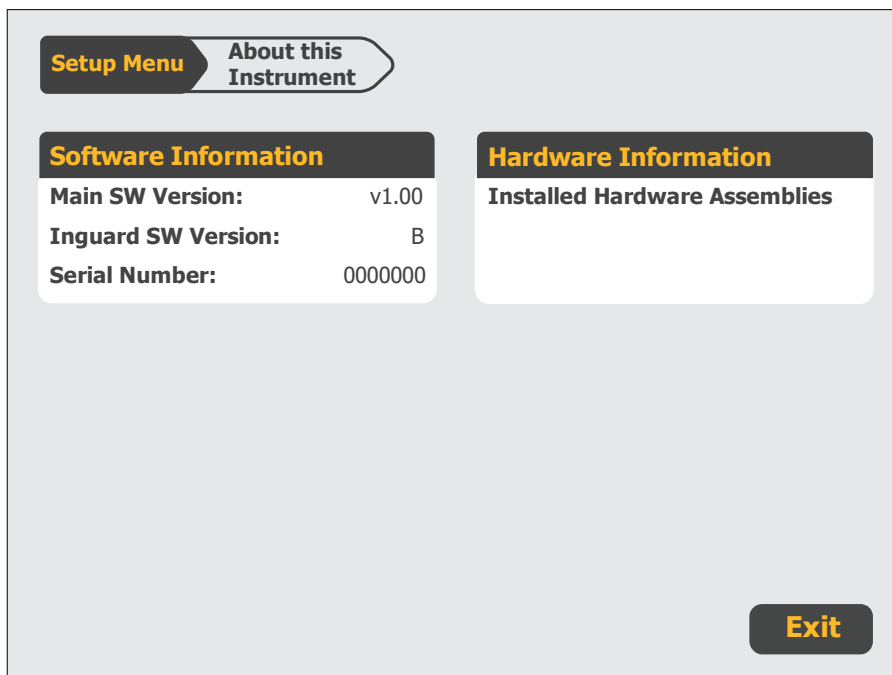 Setup Menu
About this
Instrument
Software Information
Main SW Version: v1.00
Inguard SW Version: B
Serial Number: 0000000
Hardware Information
Installed Hardware Assemblies
Exit